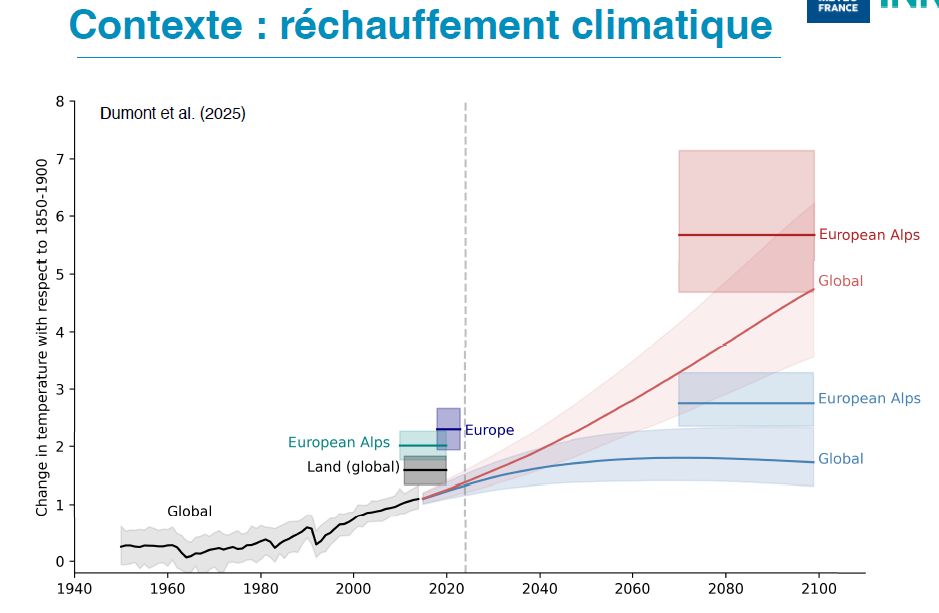 Contexte : réchauffement climatique
FRANCE
Dumont et al. (2025)
Change in temperature with respect to 1850-1900
8
7
6
5
4
3
2
1
0
European Alps
Global
European Alps
Global
Europe
European Alps
Land (global)
Global
1940
1960
1980
2000
2020
2040
2060
2080
2100